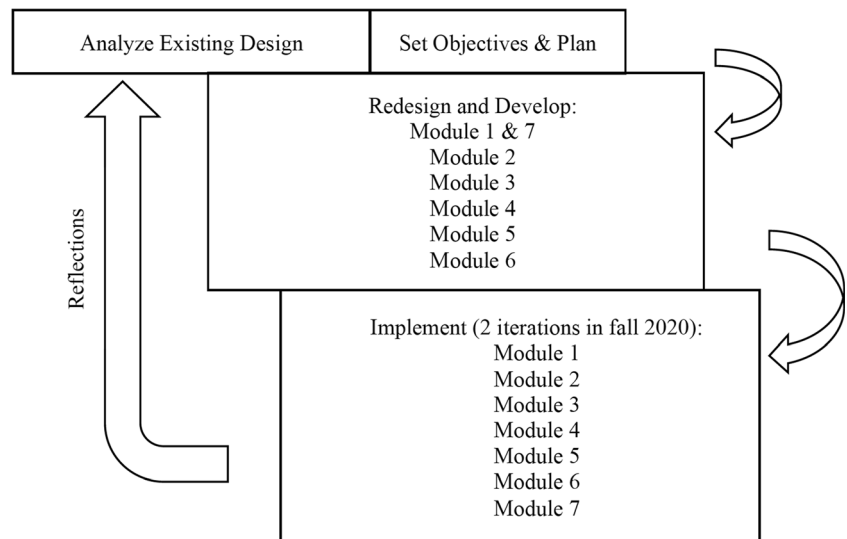 Analyze Existing Design
Set Objectives & Plan
Redesign and Develop:
Module 1 & 7
Module 2
Module 3
Module 4
Module 5
Module 6
Reflections
Implement (2 iterations in fall 2020):
Module 1
Module 2
Module 3
Module 4
Module 5
Module 6
Module 7